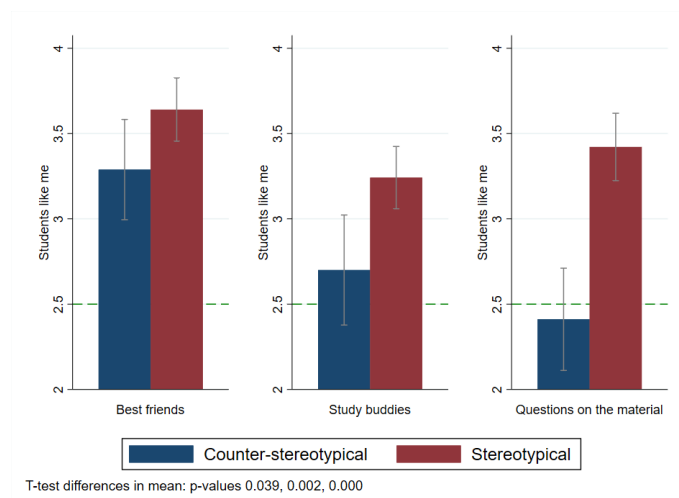 Students like me
4
3.5
3
2.5
2
Best friends
Students like me
4
3.5
3
2.5
2
Study buddies
Students like me
4
3.5
3
2.5
2
Questions on the material
Counter-stereotypical Stereotypical
T-test differences in mean: p-values 0.039, 0.002, 0.000